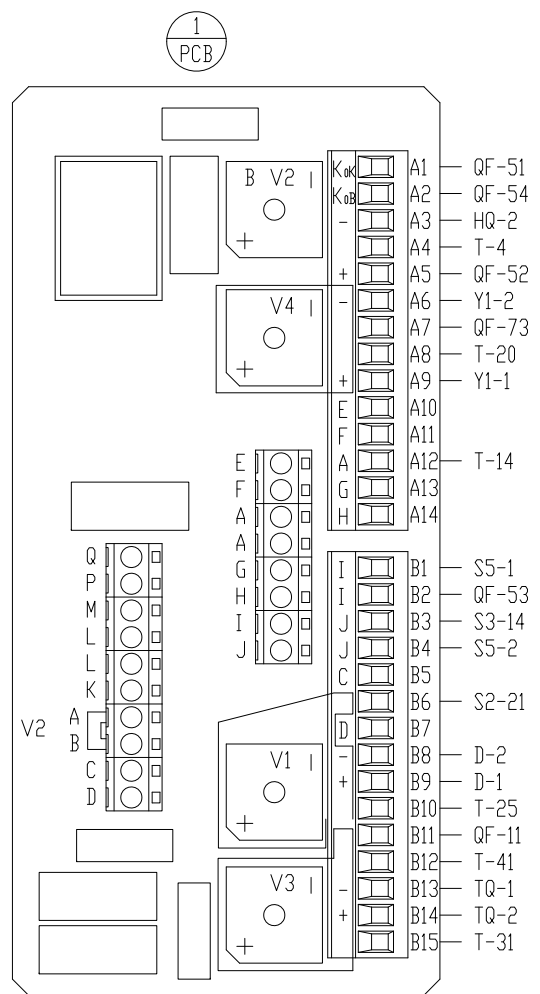 1
PCB
B V2
V4
K₀K A1 QF-51
K₀B A2 QF-54
- A3 HQ-2
A4 T-4
+ A5 QF-52
- A6 Y1-2
A7 QF-73
A8 T-20
+ A9 Y1-1
E A10
F A11
A A12 T-14
G A13
H A14
E
F
A
A
G
H
I
J
Q
P
M
L
L
K
A
V2
B
C
D
I B1 S5-1
I B2 QF-53
J B3 S3-14
J B4 S5-2
C B5
B6 S2-21
D B7
- B8 D-2
+ B9 D-1
B10 T-25
B11 QF-11
B12 T-41
- B13 TQ-1
+ B14 TQ-2
B15 T-31
V1
V3